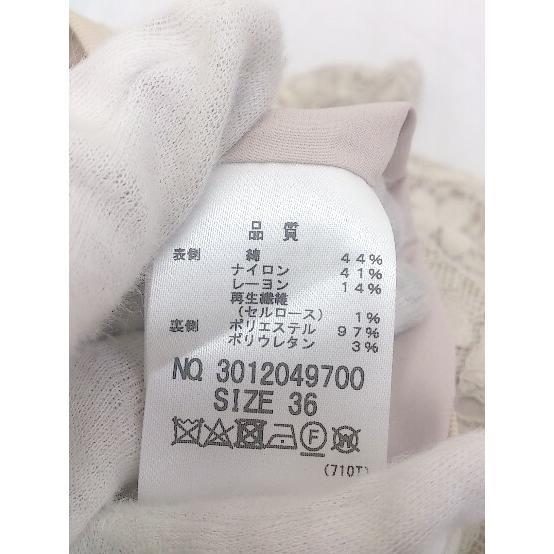 品質
表側 綿 44%
ナイロン 41%
レーヨン 14%
再生繊維
(セルロース) 1%
裏側 ポリエステル 97%
ポリウレタン 3%
NO 3012049700
SIZE 36
F W
(710T)